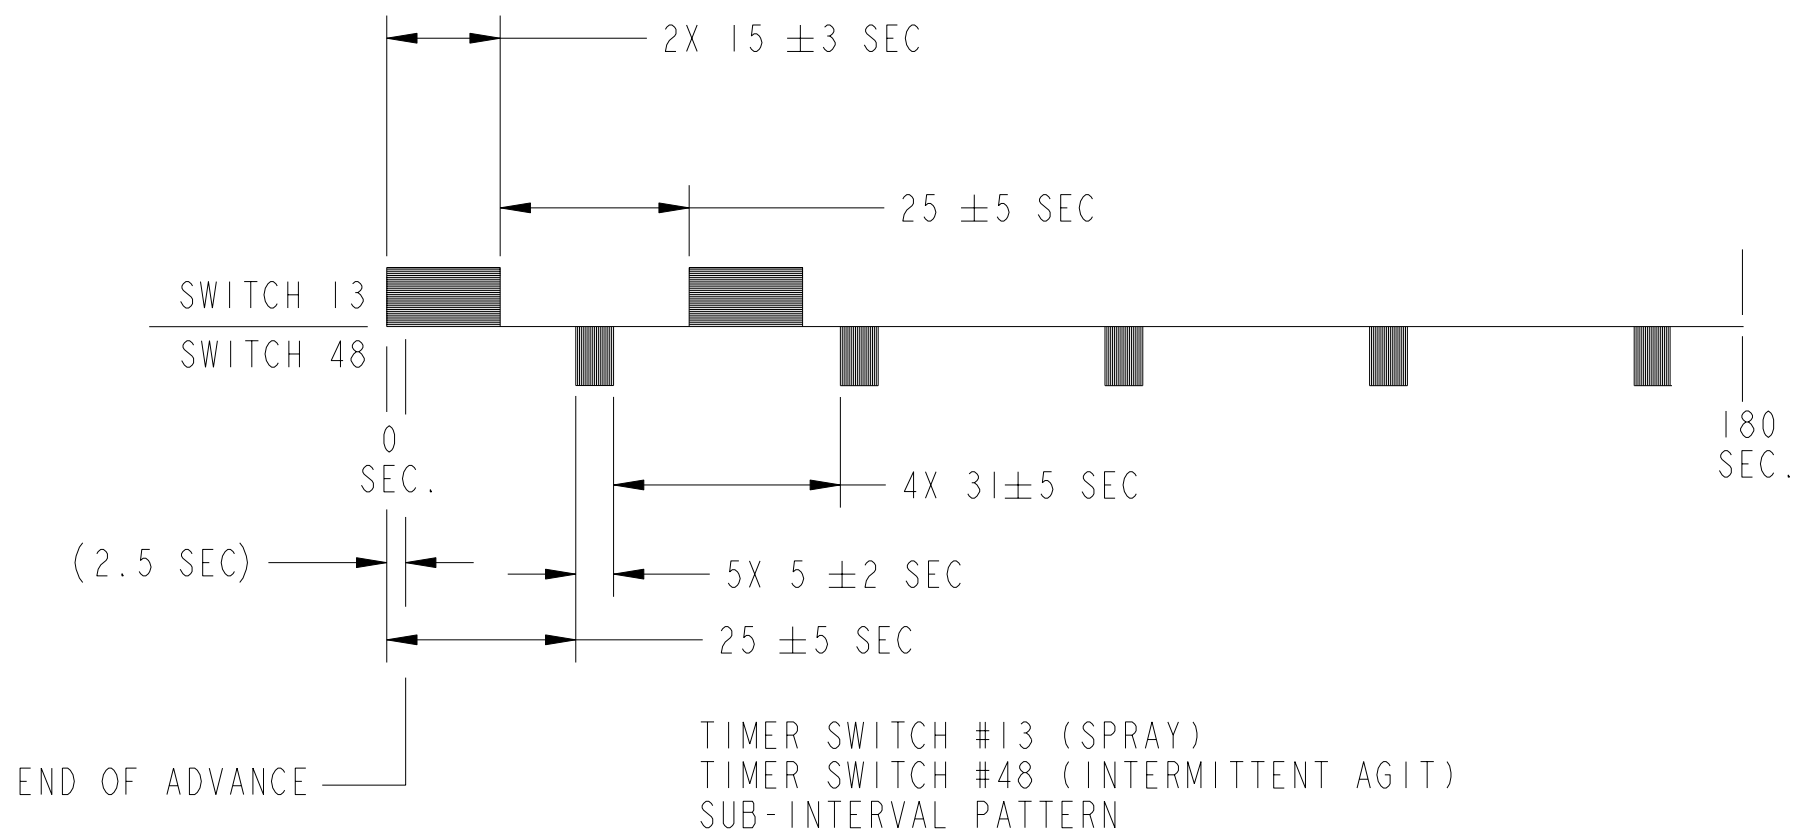 2X 15 ±3 SEC
25 ±5 SEC
SWITCH 13
SWITCH 48
0
SEC.
180
SEC.
4X 31±5 SEC
(2.5 SEC)
5X 5 ±2 SEC
25 ±5 SEC
TIMER SWITCH #13 (SPRAY)
TIMER SWITCH #48 (INTERMITTENT AGIT)
SUB-INTERVAL PATTERN
END OF ADVANCE